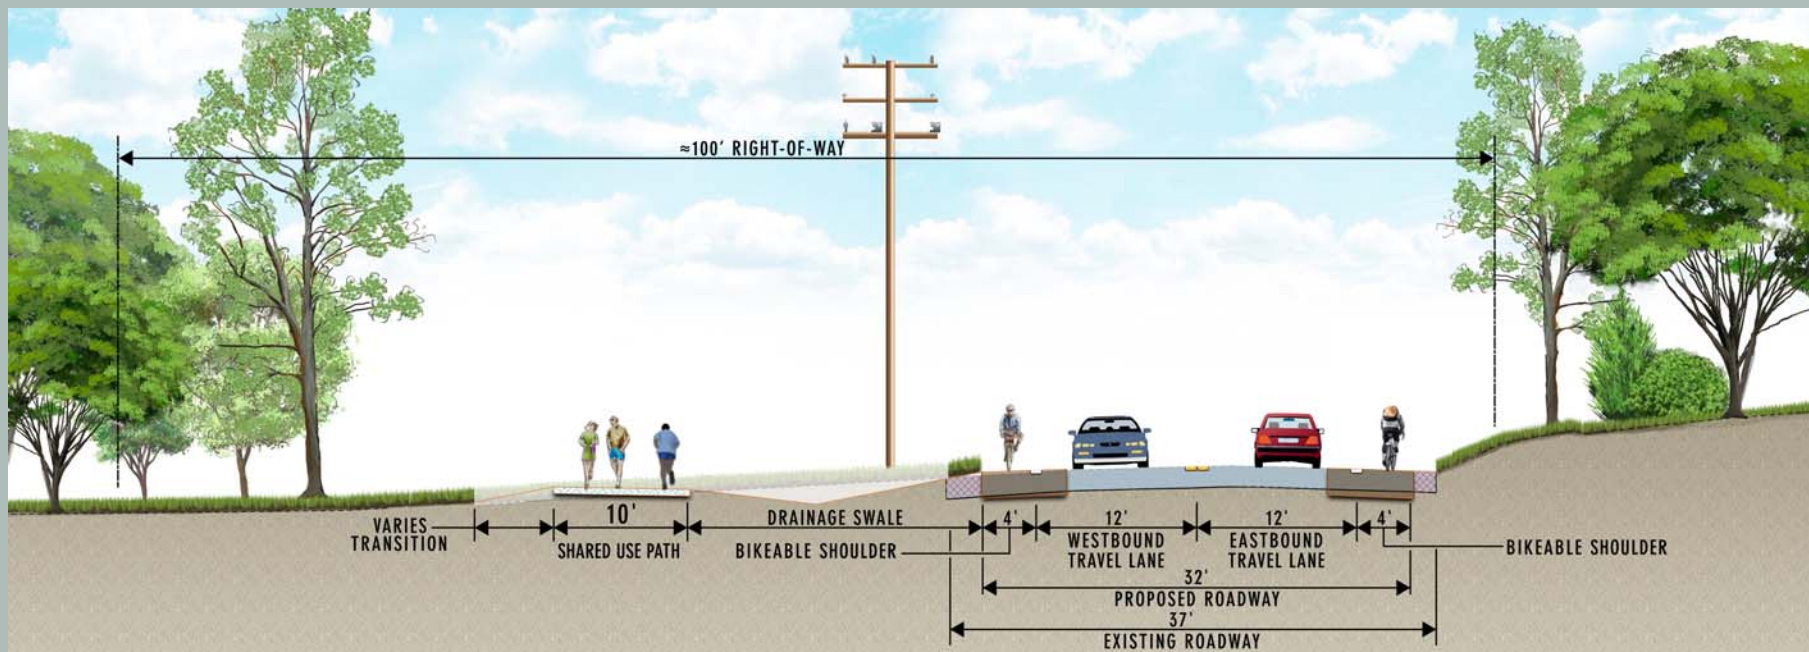 ≈100' RIGHT-OF-WAY
VARIES
TRANSITION
10'
SHARED USE PATH
DRAINAGE SWALE
BIKEABLE SHOULDER
4'
12'
WESTBOUND
TRAVEL LANE
12'
EASTBOUND
TRAVEL LANE
4'
BIKEABLE SHOULDER
32'
PROPOSED ROADWAY
37'
EXISTING ROADWAY